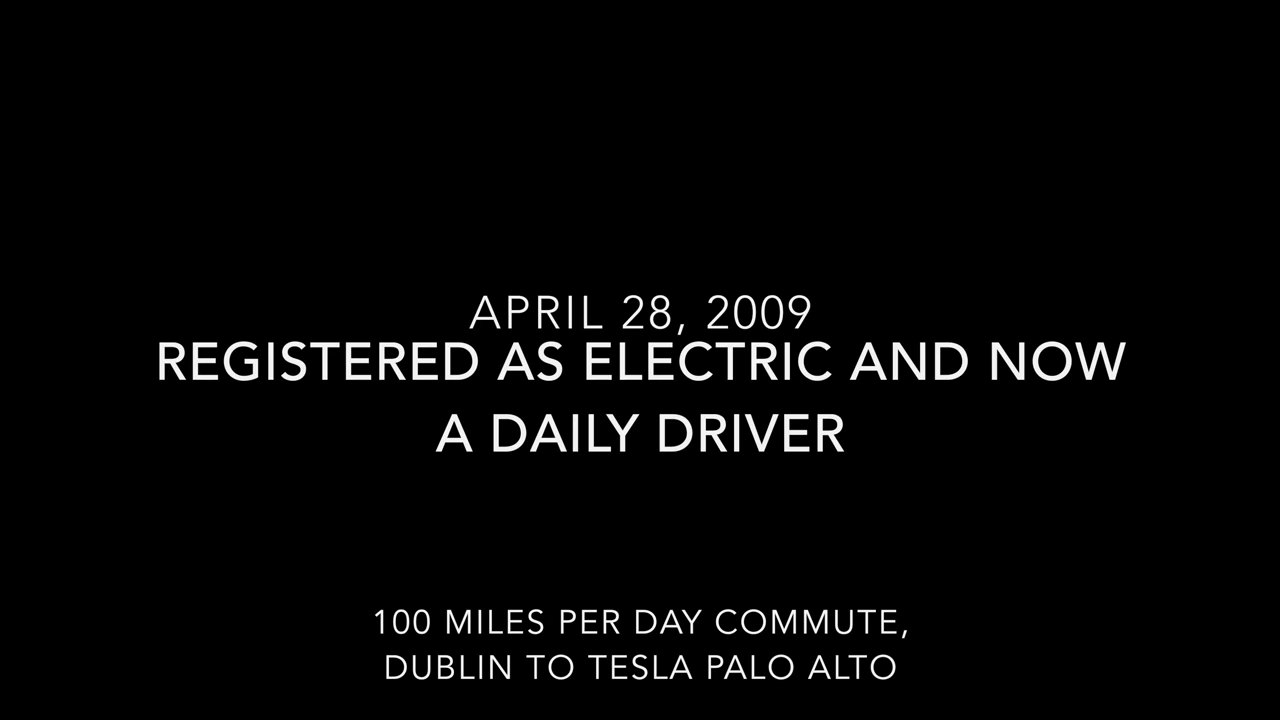 APRIL 28, 2009
REGISTERED AS ELECTRIC AND NOW
A DAILY DRIVER
100 MILES PER DAY COMMUTE,
DUBLIN TO TESLA PALO ALTO